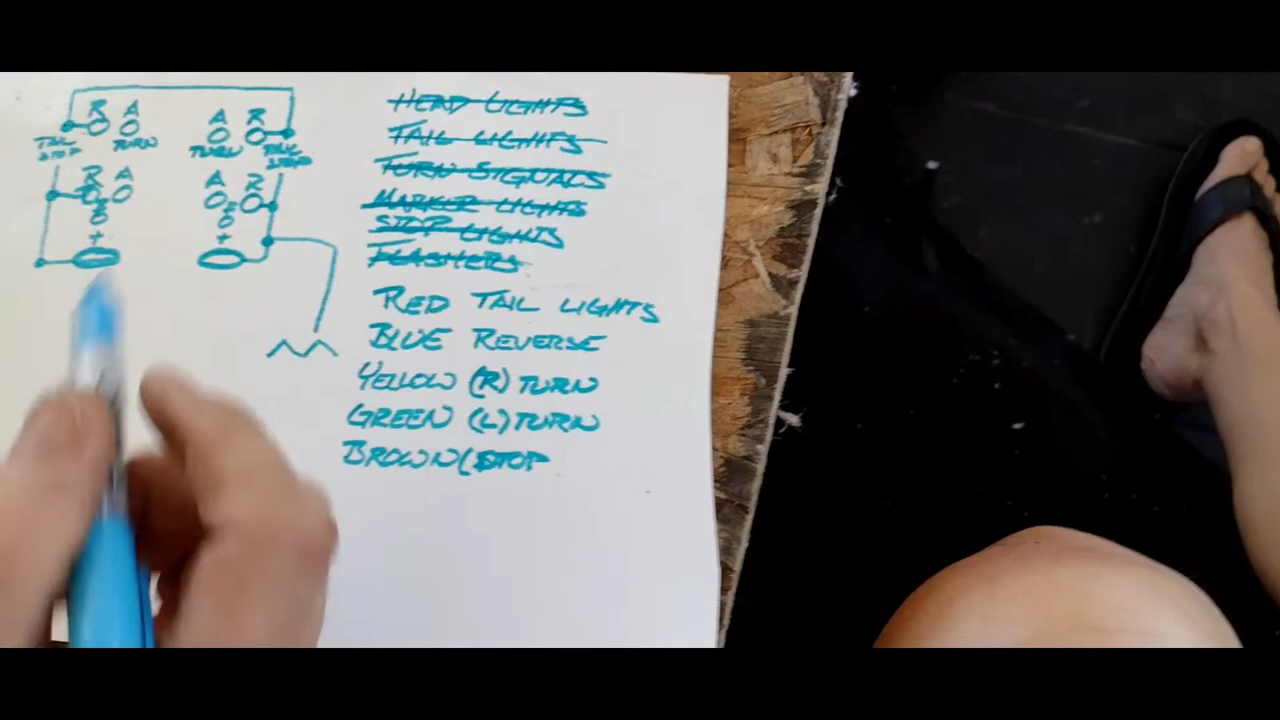 R A A R
TAIL STOP TURN TURN TAIL STOP
R A A R
+ +
HEAD LIGHTS
TAIL LIGHTS
TURN SIGNALS
MARKER LIGHTS
STOP LIGHTS
FLASHERS
RED TAIL LIGHTS
BLUE REVERSE
YELLOW (R) TURN
GREEN (L) TURN
BROWN (STOP